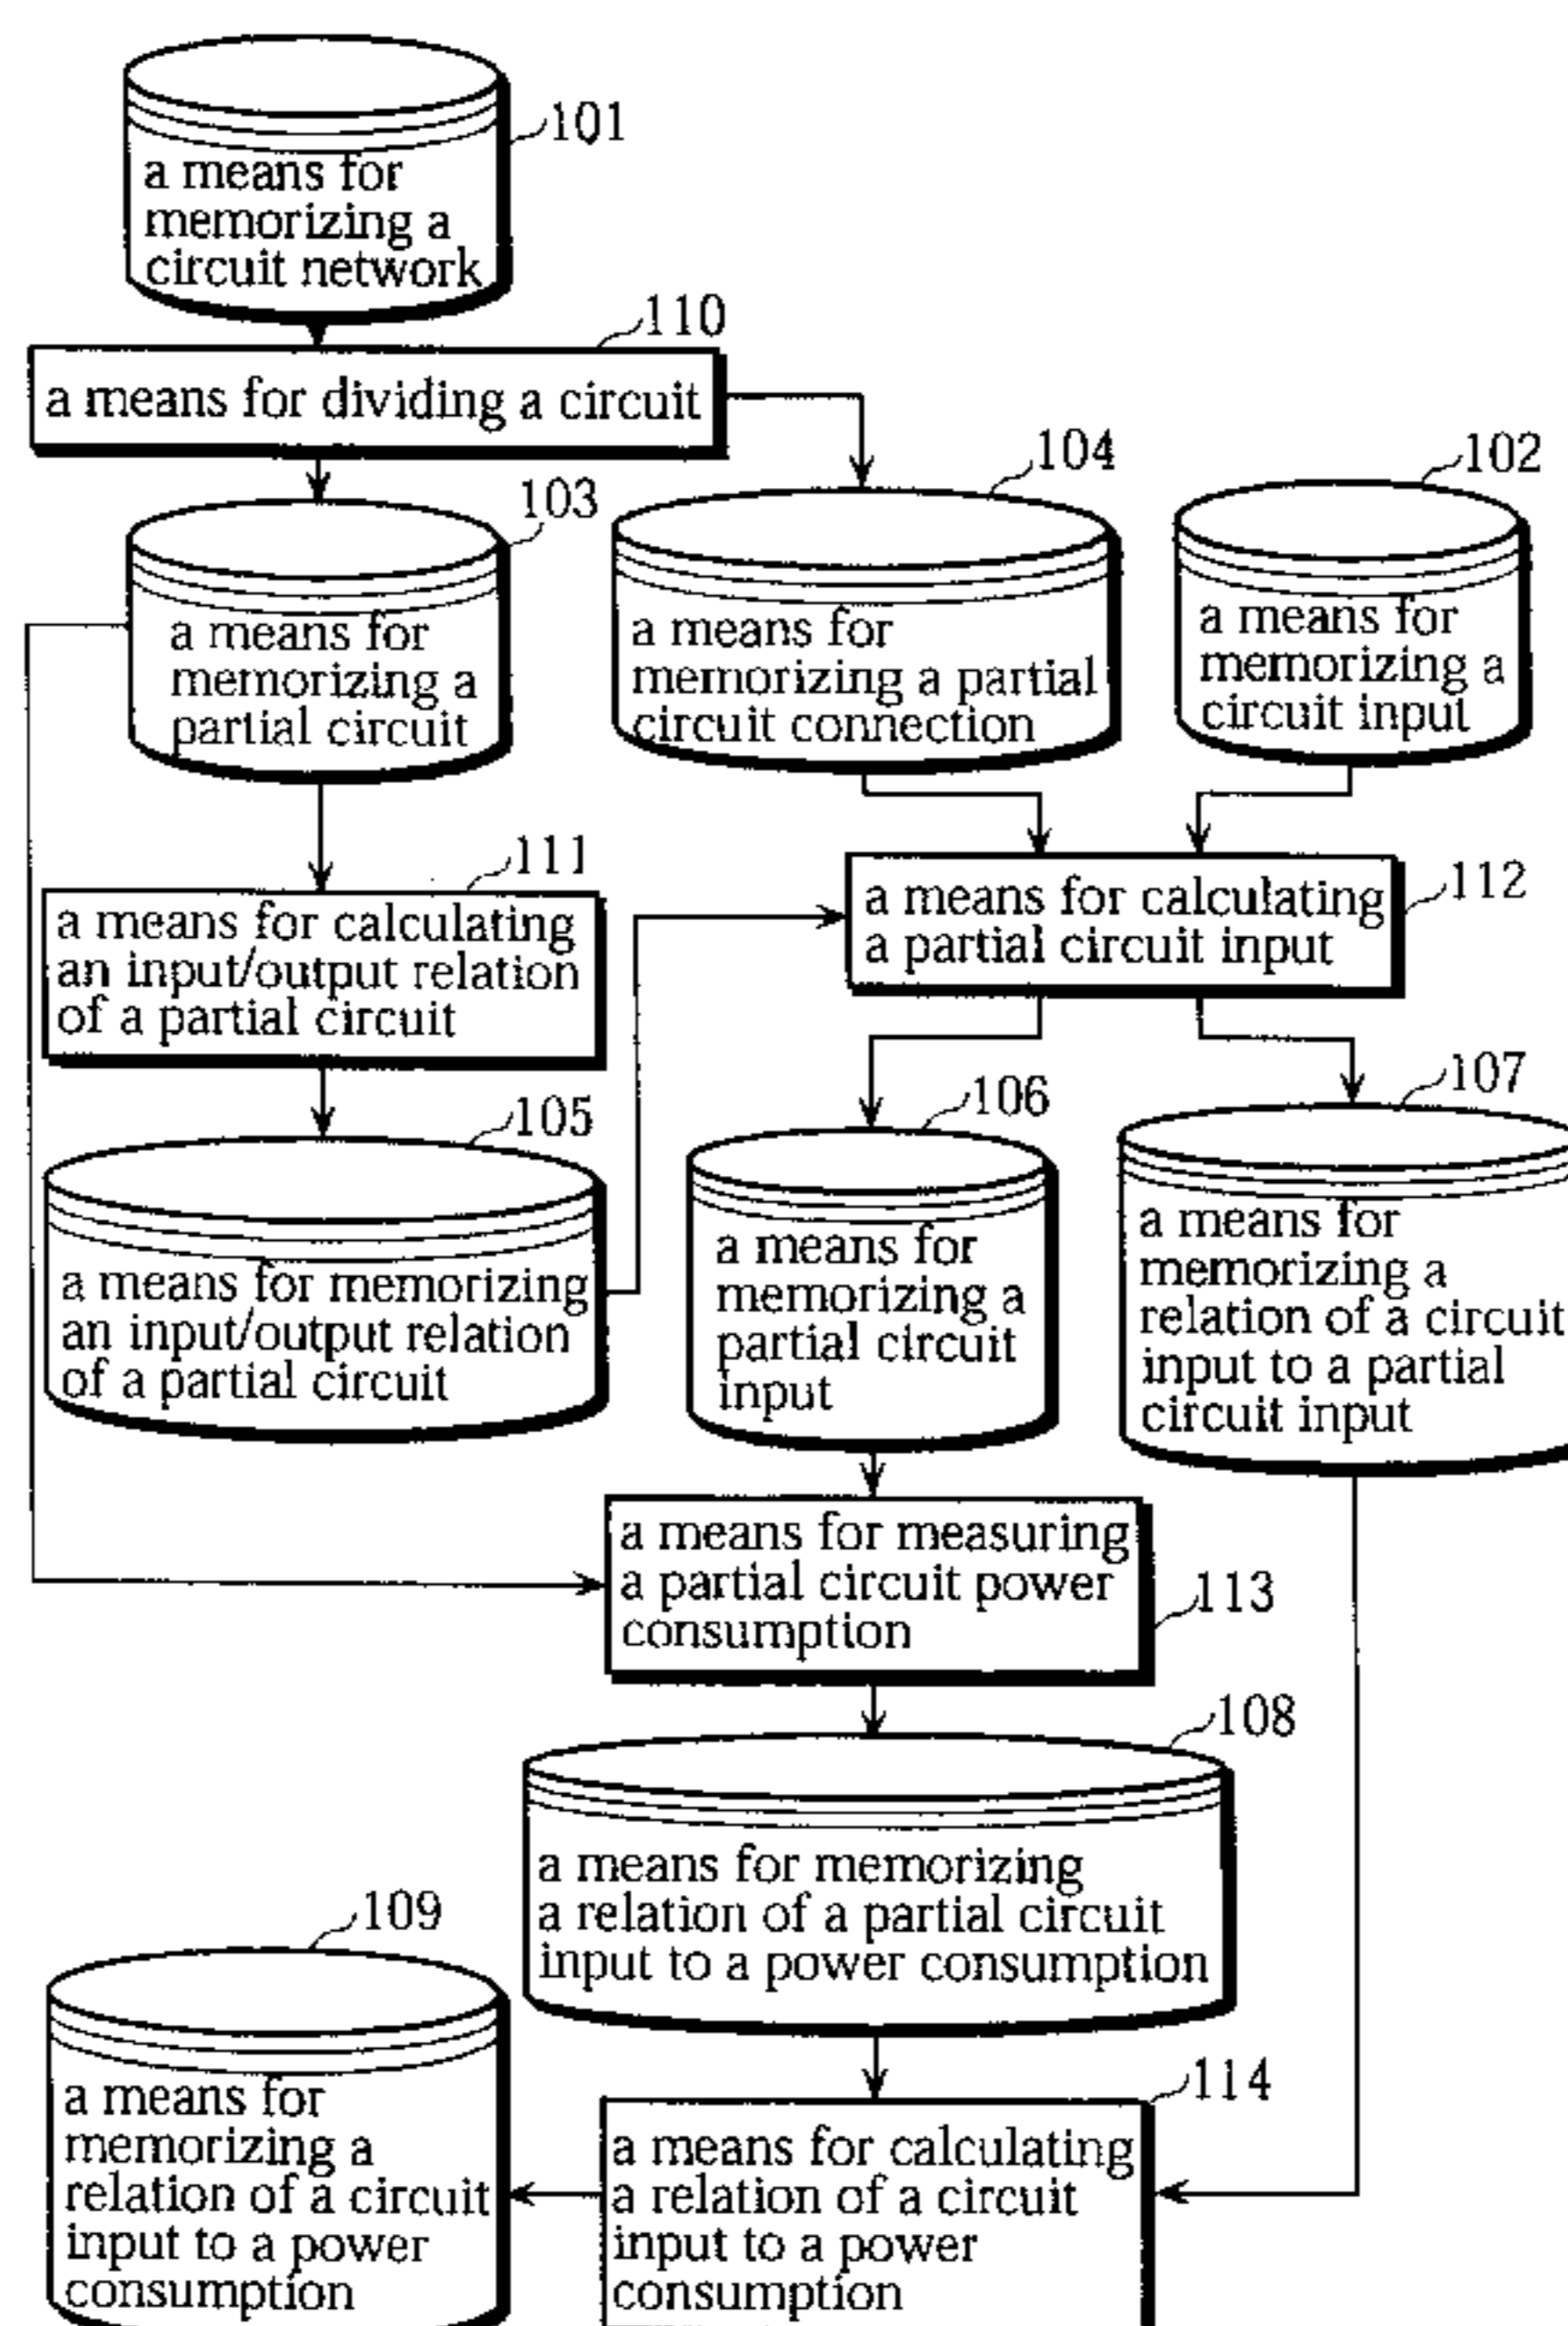 101
a means for
memorizing a
circuit network
110
a means for dividing a circuit
103
104
102
a means for
memorizing a
partial circuit
a means for
memorizing a partial
circuit connection
a means for
memorizing a
circuit input
111
a means for calculating
an input/output relation
of a partial circuit
112
a means for calculating
a partial circuit input
105
a means for memorizing
an input/output relation
of a partial circuit
106
a means for
memorizing a
partial circuit
input
107
a means for
memorizing a
relation of a circuit
input to a partial
circuit input
a means for measuring
a partial circuit power
consumption
113
108
a means for memorizing
a relation of a partial circuit
input to a power consumption
109
a means for
memorizing a
relation of a circuit
input to a power
consumption
114
a means for calculating
a relation of a circuit
input to a power
consumption